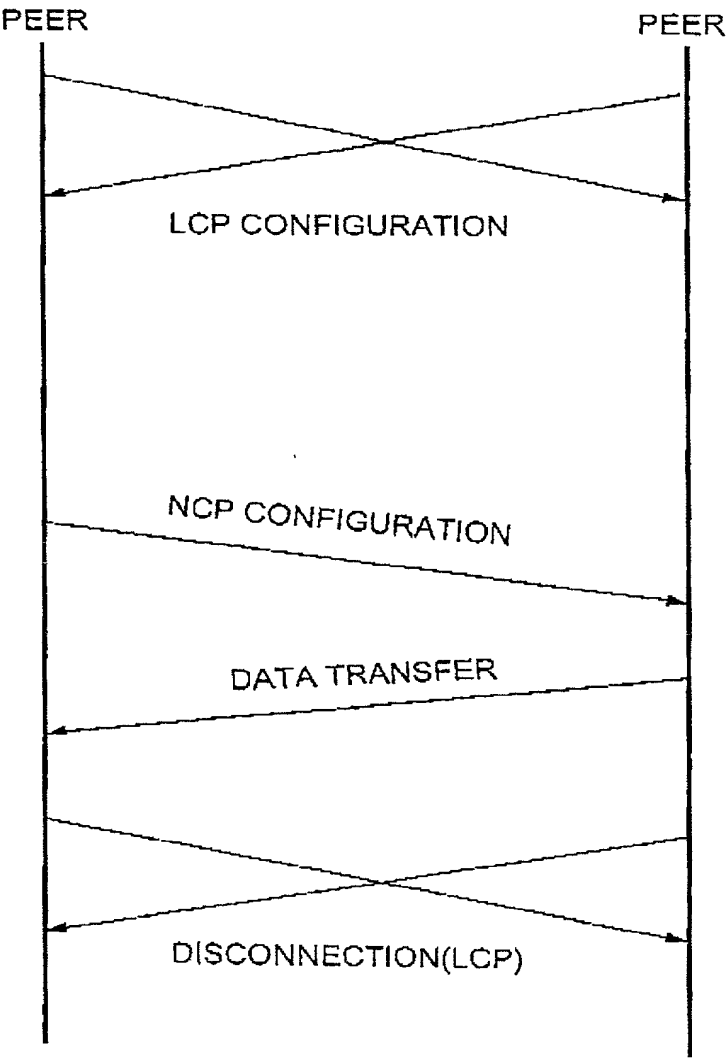 PEER
PEER
LCP CONFIGURATION
NCP CONFIGURATION
DATA TRANSFER
DISCONNECTION(LCP)